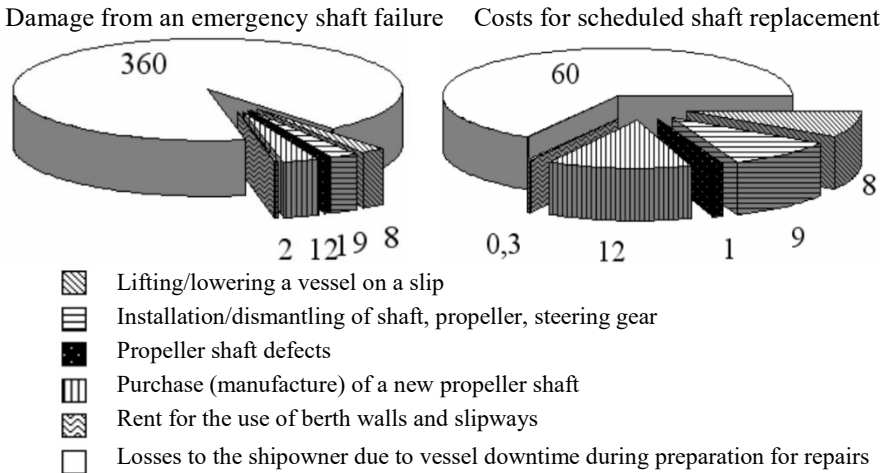 Damage from an emergency shaft failure Costs for scheduled shaft replacement
360 60
2 12 1 9 8 0,3 12 1 9 8
Lifting/lowering a vessel on a slip
Installation/dismantling of shaft, propeller, steering gear
Propeller shaft defects
Purchase (manufacture) of a new propeller shaft
Rent for the use of berth walls and slipways
Losses to the shipowner due to vessel downtime during preparation for repairs